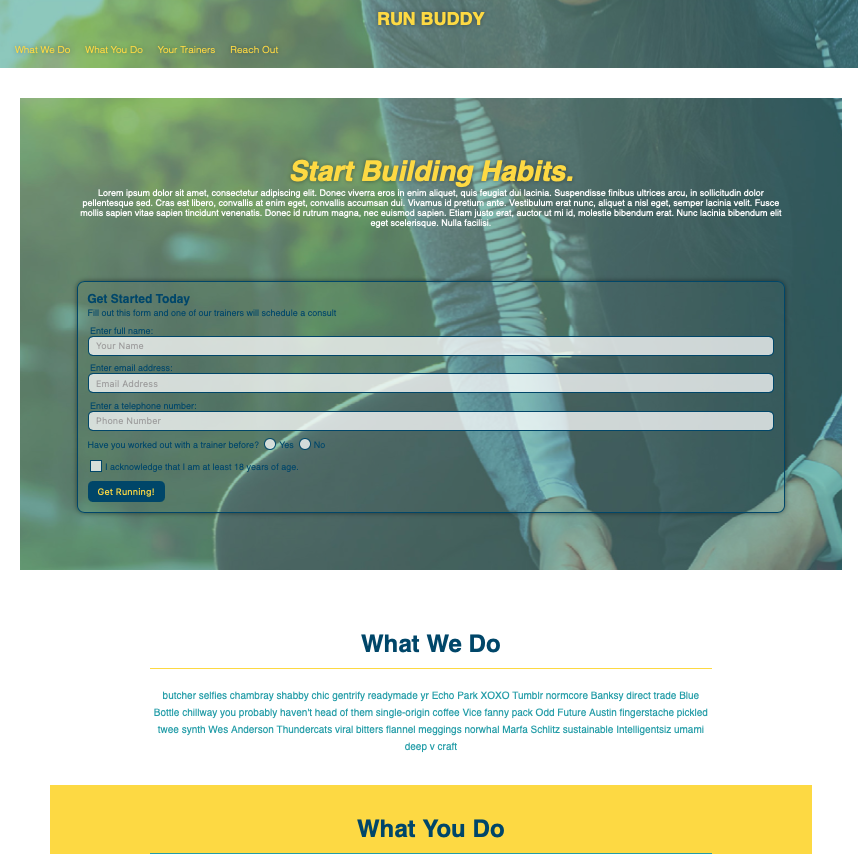 RUN BUDDY
What We Do What You Do Your Trainers Reach Out
Start Building Habits.
Lorem ipsum dolor sit amet, consectetur adipiscing elit. Donec viverra eros in enim aliquet, quis feugiat dui lacinia. Suspendisse finibus ultrices arcu, in sollicitudin dolor
pellentesque sed. Cras est libero, convallis at enim eget, convallis accumsan dui. Vivamus id pretium ante. Vestibulum erat nunc, aliquet a nisl eget, semper lacinia velit. Fusce
mollis sapien vitae sapien tincidunt venenatis. Donec id rutrum magna, nec euismod sapien. Etiam justo erat, auctor ut mi id, molestie bibendum erat. Nunc lacinia bibendum elit
eget scelerisque. Nulla facilisi.
Get Started Today
Fill out this form and one of our trainers will schedule a consult
Enter full name:
Your Name
Enter email address:
Email Address
Enter a telephone number:
Phone Number
Have you worked out with a trainer before? Yes No
I acknowledge that I am at least 18 years of age.
Get Running!
What We Do
butcher selfies chambray shabby chic gentrify readymade yr Echo Park XOXO Tumblr normcore Banksy direct trade Blue
Bottle chillway you probably haven't head of them single-origin coffee Vice fanny pack Odd Future Austin fingerstache pickled
twee synth Wes Anderson Thundercats viral bitters flannel meggings norwhal Marfa Schlitz sustainable Intelligentsiz umami
deep v craft
What You Do